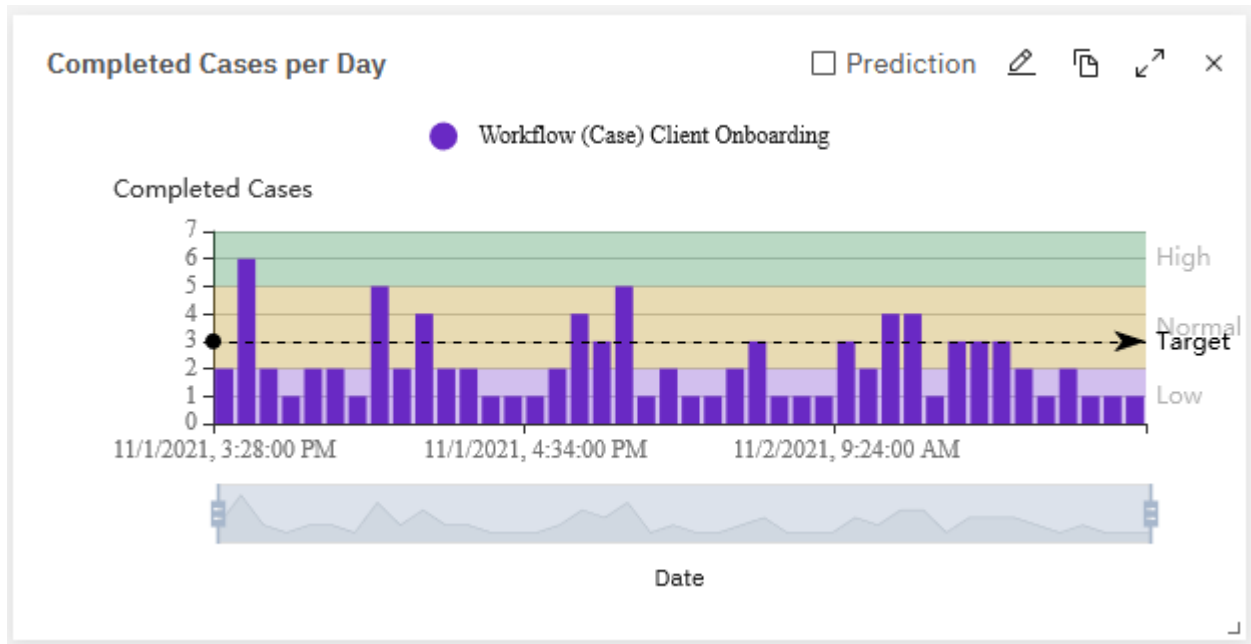 Completed Cases per Day
Prediction
Workflow (Case) Client Onboarding
Completed Cases
7
6
5
4
3
2
1
0
High
Normal
Target
Low
11/1/2021, 3:28:00 PM
11/1/2021, 4:34:00 PM
11/2/2021, 9:24:00 AM
Date